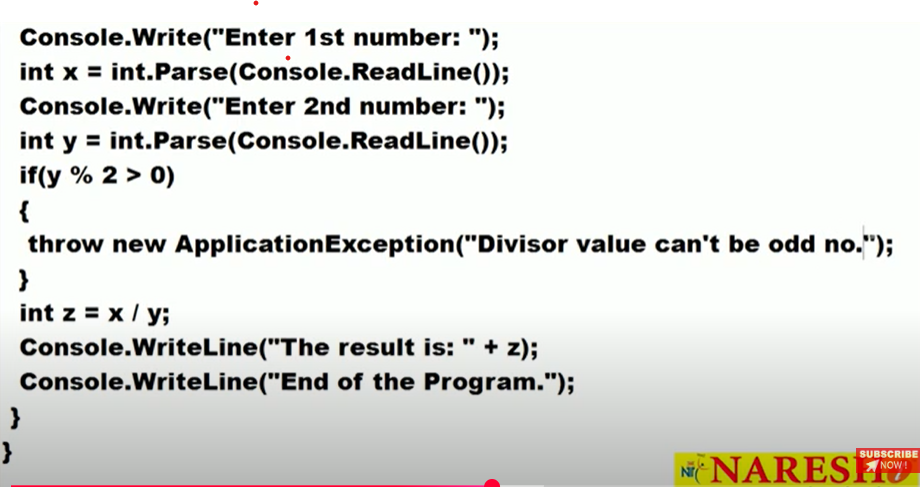 Console.Write("Enter 1st number: ");
int x = int.Parse(Console.ReadLine());
Console.Write("Enter 2nd number: ");
int y = int.Parse(Console.ReadLine());
if(y % 2 > 0)
{
throw new ApplicationException("Divisor value can't be odd no.");
}
int z = x / y;
Console.WriteLine("The result is: " + z);
Console.WriteLine("End of the Program.");
}
}
SUBSCRIBE
NOW!
NARESH